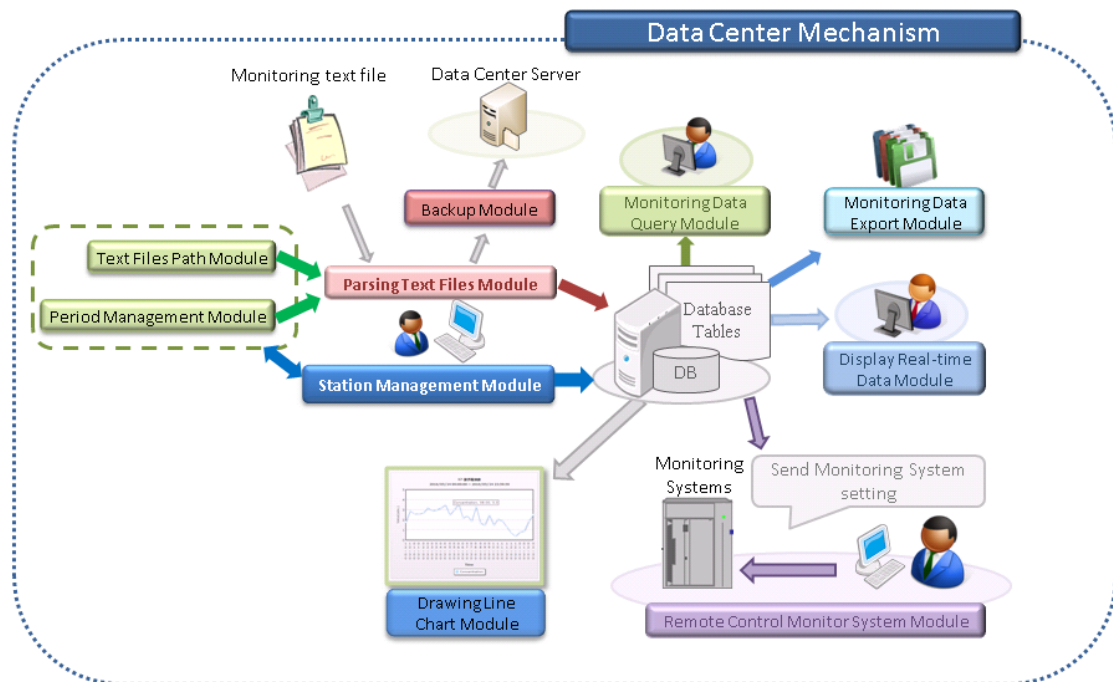 Data Center Mechanism
Monitoring text file
Data Center Server
Backup Module
Monitoring Data
Query Module
Monitoring Data
Export Module
Text Files Path Module
Parsing Text Files Module
Period Management Module
Database
Tables
DB
Display Real-time
Data Module
Station Management Module
Monitoring
Systems
Send Monitoring System
setting
Drawing Line
Chart Module
Remote Control Monitor System Module